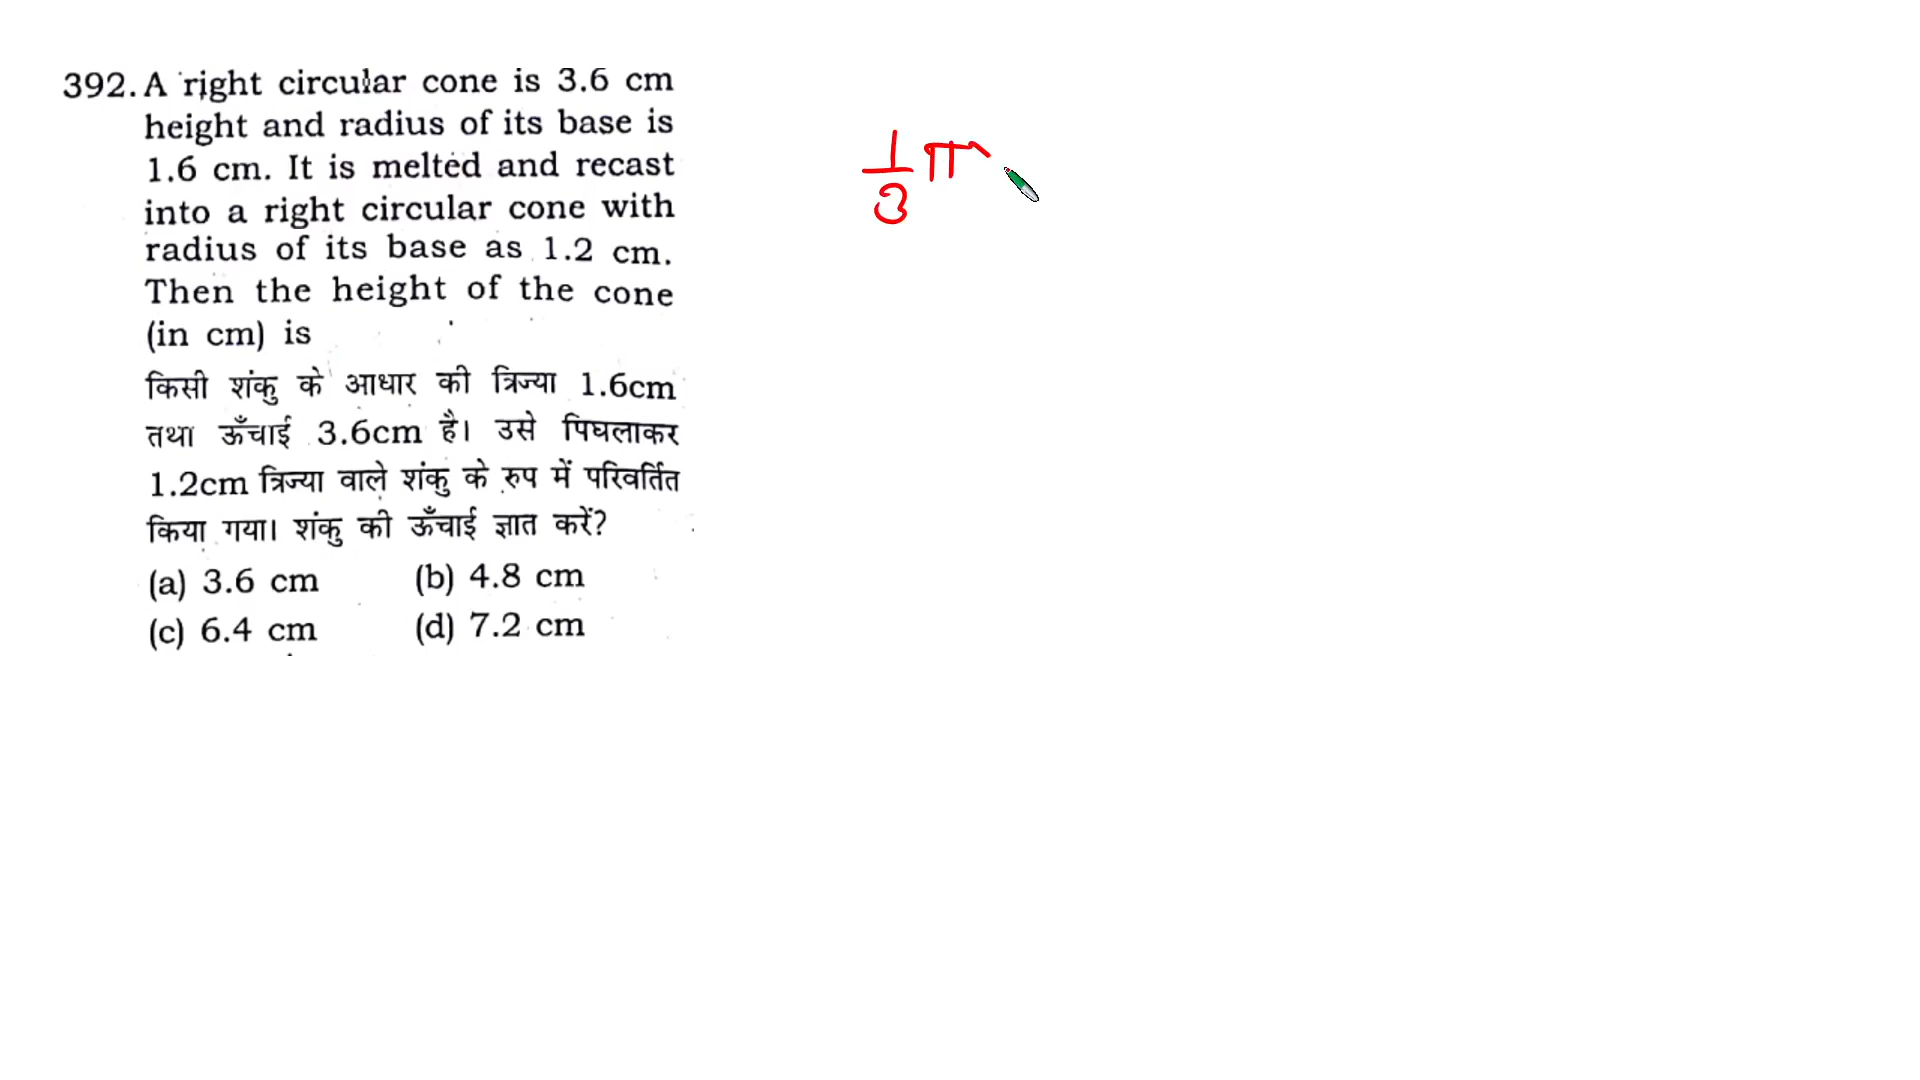 392. A right circular cone is 3.6 cm
height and radius of its base is
1.6 cm. It is melted and recast
into a right circular cone with
radius of its base as 1.2 cm.
Then the height of the cone
(in cm) is
किसी शंकु के आधार की त्रिज्या 1.6cm
तथा ऊँचाई 3.6cm है। उसे पिघलाकर
1.2cm त्रिज्या वाले शंकु के रुप में परिवर्तित
किया गया। शंकु की ऊँचाई ज्ञात करें?
(a) 3.6 cm (b) 4.8 cm
(c) 6.4 cm (d) 7.2 cm
1/3 π